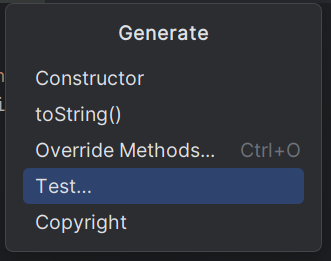 Generate
Constructor
toString()
Override Methods... Ctrl+O
Test...
Copyright